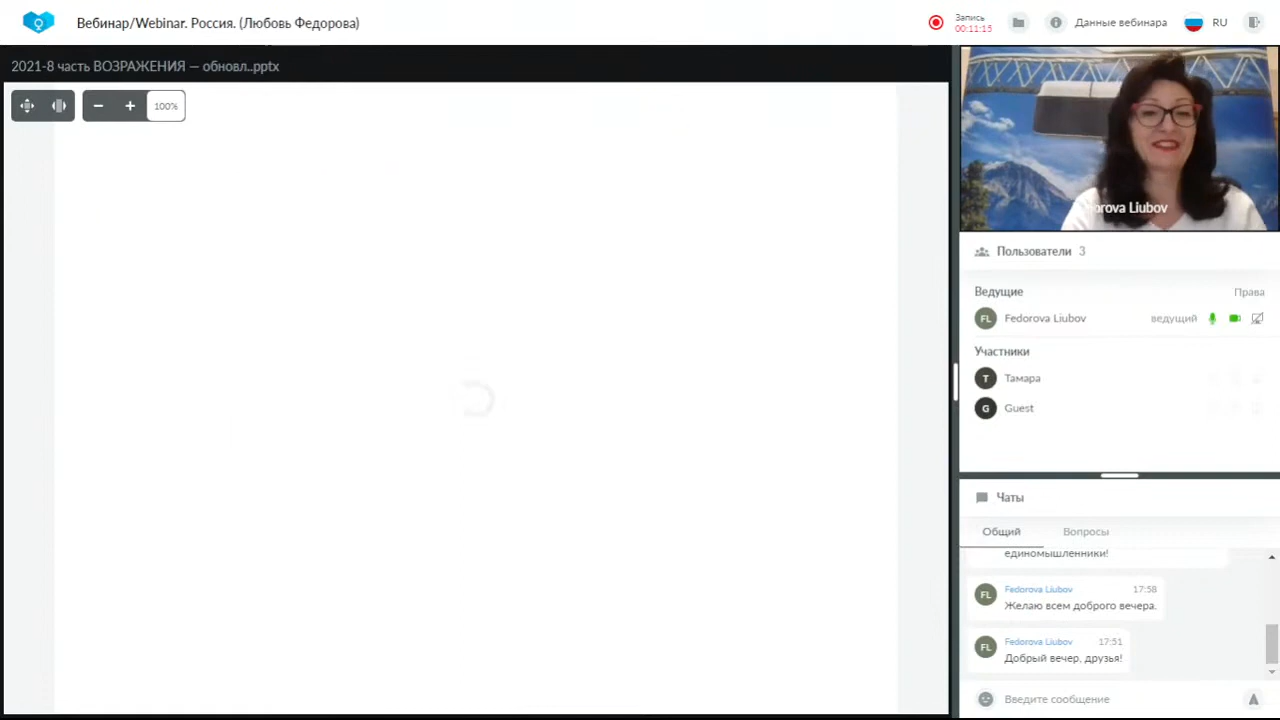 Вебинар/Webinar. Россия. (Любовь Федорова)
Запись
00:11:15
Данные вебинара
RU
2021-8 часть ВОЗРАЖЕНИЯ — обновл..pptx
100%
orova Liubov
Пользователи 3
Ведущие
Права
FL Fedorova Liubov ведущий
Участники
T Тамара
G Guest
Чаты
Общий Вопросы
единомышленники!
FL Fedorova Liubov 17:58
Желаю всем доброго вечера.
FL Fedorova Liubov 17:51
Добрый вечер, друзья!
Введите сообщение